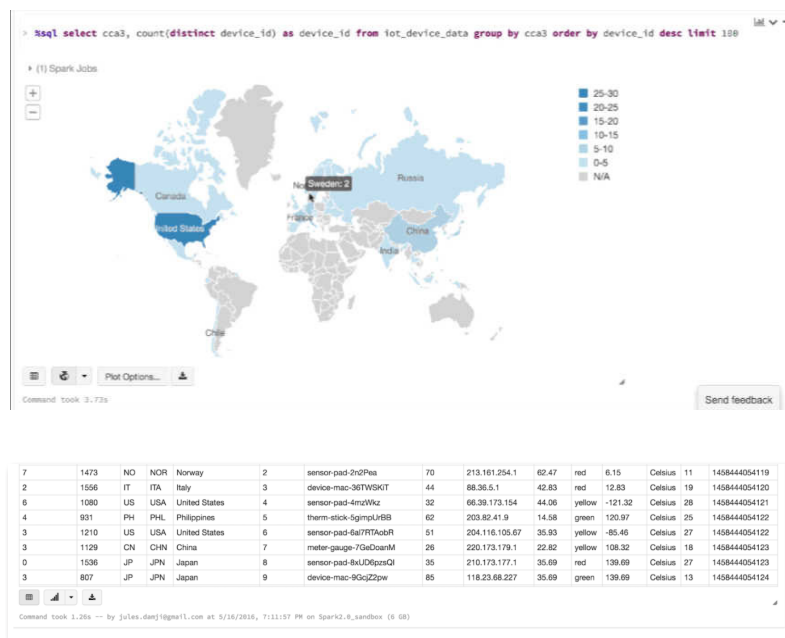 %sql select cca3, count(distinct device_id) as device_id from iot_device_data group by cca3 order by device_id desc limit 100
(1) Spark Jobs
+
−
25-30
20-25
15-20
10-15
5-10
0-5
N/A
Canada
United States
Chile
Sweden: 2
France
Russia
China
India
Plot Options...
Command took 3.73s
Send feedback
7 1473 NO NOR Norway 2 sensor-pad-2n2Pea 70 213.161.254.1 62.47 red 6.15 Celsius 11 1458444054119
2 1556 IT ITA Italy 3 device-mac-36TWSKiT 44 88.36.5.1 42.83 red 12.83 Celsius 19 1458444054120
6 1080 US USA United States 4 sensor-pad-4mzWkz 32 66.39.173.154 44.06 yellow -121.32 Celsius 28 1458444054121
4 931 PH PHL Philippines 5 therm-stick-5gimpUrBB 62 203.82.41.9 14.58 green 120.97 Celsius 25 1458444054122
3 1210 US USA United States 6 sensor-pad-6al7RTAobR 51 204.116.105.67 35.93 yellow -85.46 Celsius 27 1458444054122
3 1129 CN CHN China 7 meter-gauge-7GeDoanM 26 220.173.179.1 22.82 yellow 108.32 Celsius 18 1458444054123
0 1536 JP JPN Japan 8 sensor-pad-8xUD6pzsQI 35 210.173.177.1 35.69 red 139.69 Celsius 27 1458444054123
3 807 JP JPN Japan 9 device-mac-9GcjZ2pw 85 118.23.68.227 35.69 green 139.69 Celsius 13 1458444054124
Command took 1.26s -- by jules.damji@gmail.com at 5/16/2016, 7:11:57 PM on Spark2.0_sandbox (6 GB)